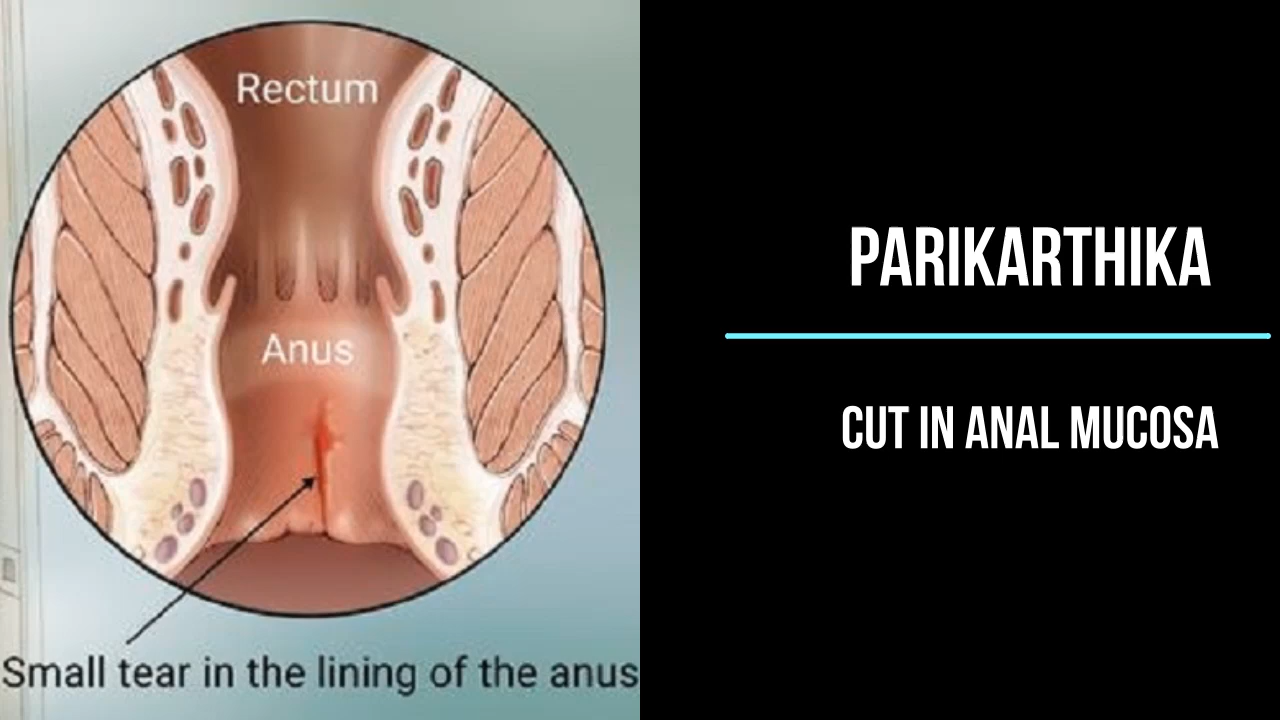 Rectum
Anus
Small tear in the lining of the anus
PARIKARTHIKA
CUT IN ANAL MUCOSA